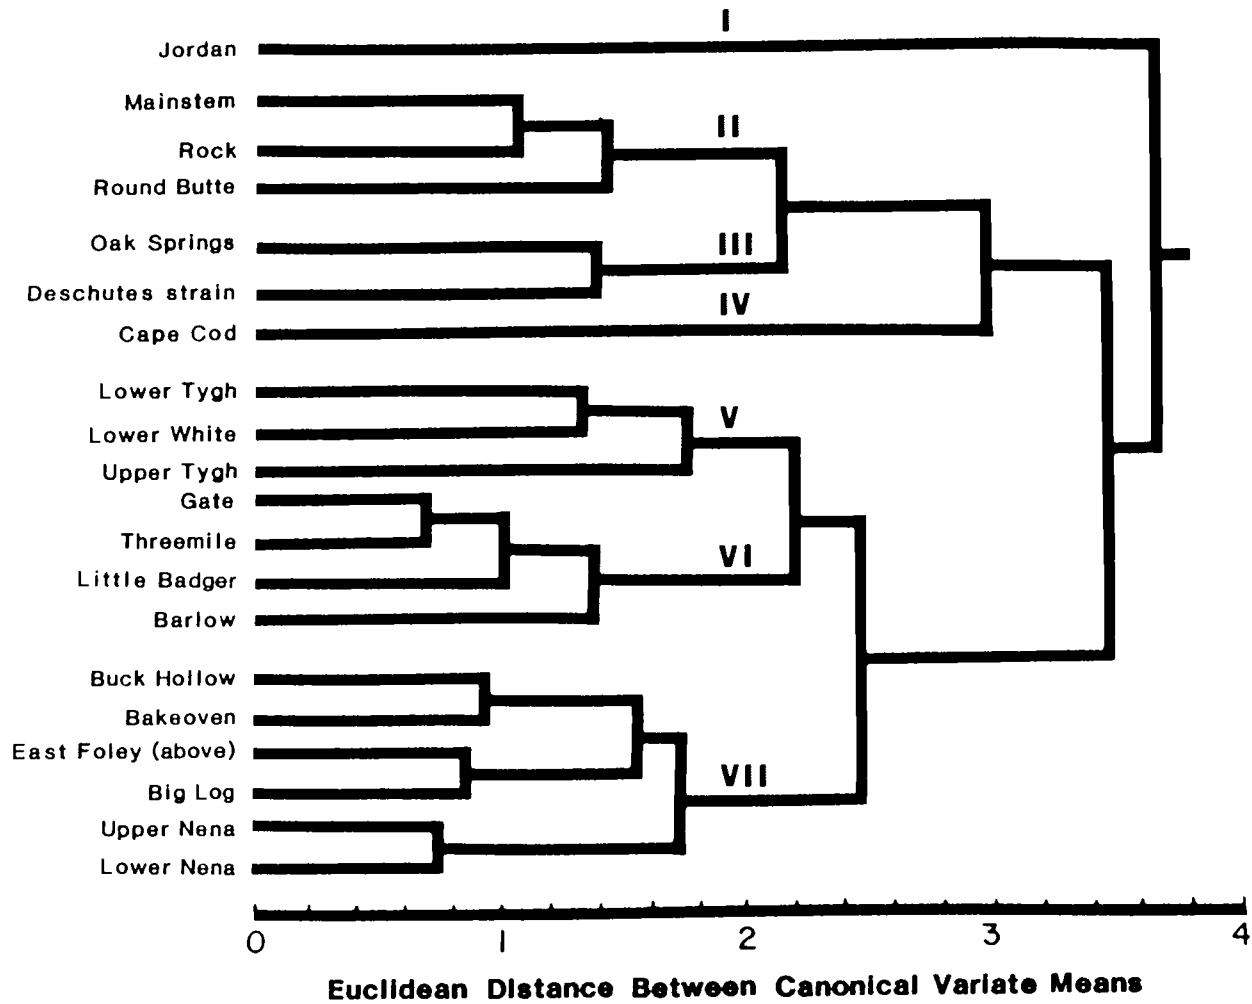 I
Jordan
Mainstem
II
Rock
Round Butte
Oak Springs
III
Deschutes strain
IV
Cape Cod
Lower Tygh
V
Lower White
Upper Tygh
Gate
Threemile
VI
Little Badger
Barlow
Buck Hollow
Bakeoven
East Foley (above)
VII
Big Log
Upper Nena
Lower Nena
0 1 2 3 4
Euclidean Distance Between Canonical Variate Means